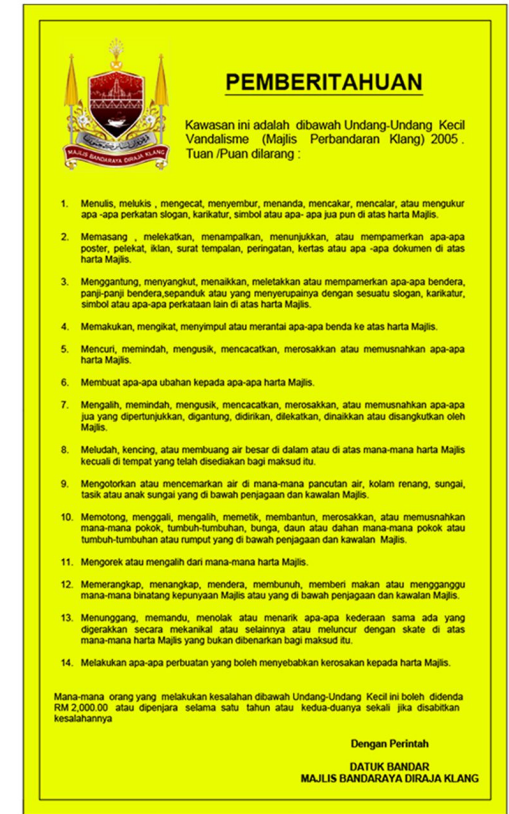 PEMBERITAHUAN
Kawasan ini adalah dibawah Undang-Undang Kecil
Vandalisme (Majlis Perbandaran Klang) 2005 .
Tuan /Puan dilarang :
MAJLIS BANDARAYA DIRAJA KLANG
1. Menulis, melukis , mengecat, menyembur, menanda, mencakar, mencalar, atau mengukur
apa -apa perkatan slogan, karikatur, simbol atau apa- apa jua pun di atas harta Majlis.
2. Memasang , melekatkan, menampalkan, menunjukkan, atau mempamerkan apa-apa
poster, pelekat, iklan, surat tempalan, peringatan, kertas atau apa -apa dokumen di atas
harta Majlis.
3. Menggantung, menyangkut, menaikkan, meletakkan atau mempamerkan apa-apa bendera,
panji-panji bendera,sepanduk atau yang menyerupainya dengan sesuatu slogan, karikatur,
simbol atau apa-apa perkataan lain di atas harta Majlis.
4. Memakukan, mengikat, menyimpul atau merantai apa-apa benda ke atas harta Majlis.
5. Mencuri, memindah, mengusik, mencacatkan, merosakkan atau memusnahkan apa-apa
harta Majlis.
6. Membuat apa-apa ubahan kepada apa-apa harta Majlis.
7. Mengalih, memindah, mengusik, mencacatkan, merosakkan, atau memusnahkan apa-apa
jua yang dipertunjukkan, digantung, didirikan, dilekatkan, dinaikkan atau disangkutkan oleh
Majlis.
8. Meludah, kencing, atau membuang air besar di dalam atau di atas mana-mana harta Majlis
kecuali di tempat yang telah disediakan bagi maksud itu.
9. Mengotorkan atau mencemarkan air di mana-mana pancutan air, kolam renang, sungai,
tasik atau anak sungai yang di bawah penjagaan dan kawalan Majlis.
10. Memotong, menggali, mengalih, memetik, membantun, merosakkan, atau memusnahkan
mana-mana pokok, tumbuh-tumbuhan, bunga, daun atau dahan mana-mana pokok atau
tumbuh-tumbuhan atau rumput yang di bawah penjagaan dan kawalan Majlis.
11. Mengorek atau mengalih dari mana-mana harta Majlis.
12. Memerangkap, menangkap, mendera, membunuh, memberi makan atau mengganggu
mana-mana binatang kepunyaan Majlis atau yang di bawah penjagaan dan kawalan Majlis.
13. Menunggang, memandu, menolak atau menarik apa-apa kederaan sama ada yang
digerakkan secara mekanikal atau selainnya atau meluncur dengan skate di atas
mana-mana harta Majlis yang bukan dibenarkan bagi maksud itu.
14. Melakukan apa-apa perbuatan yang boleh menyebabkan kerosakan kepada harta Majlis.
Mana-mana orang yang melakukan kesalahan dibawah Undang-Undang Kecil ini boleh didenda
RM 2,000.00 atau dipenjara selama satu tahun atau kedua-duanya sekali jika disabitkan
kesalahannya
Dengan Perintah
DATUK BANDAR
MAJLIS BANDARAYA DIRAJA KLANG